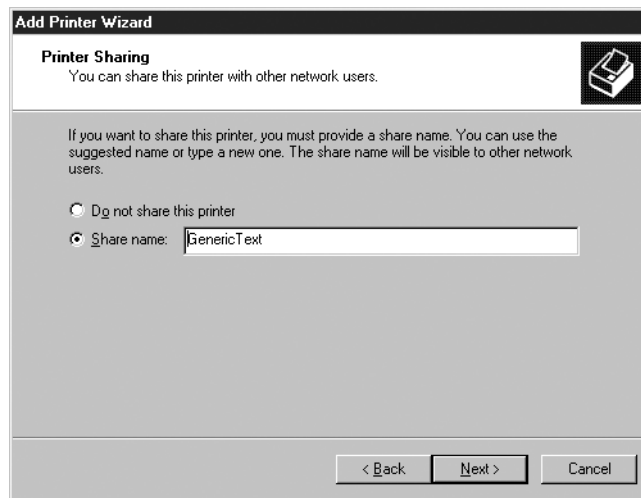 Add Printer Wizard
Printer Sharing
You can share this printer with other network users.
If you want to share this printer, you must provide a share name. You can use the
suggested name or type a new one. The share name will be visible to other network
users.
Do not share this printer
Share name: GenericText
< Back Next > Cancel